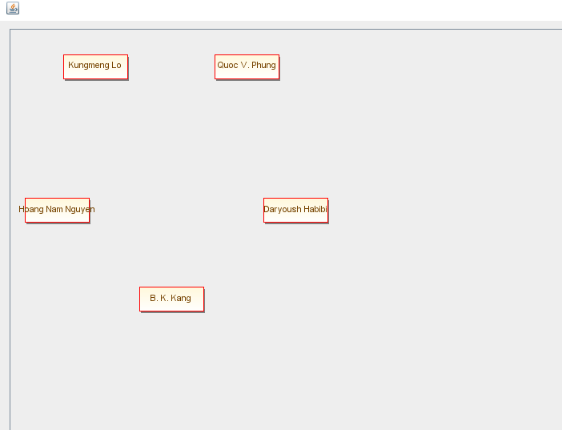 Kungmeng Lo
Quoc V. Phung
Hoang Nam Nguyen
Daryoush Habibi
B. K. Kang